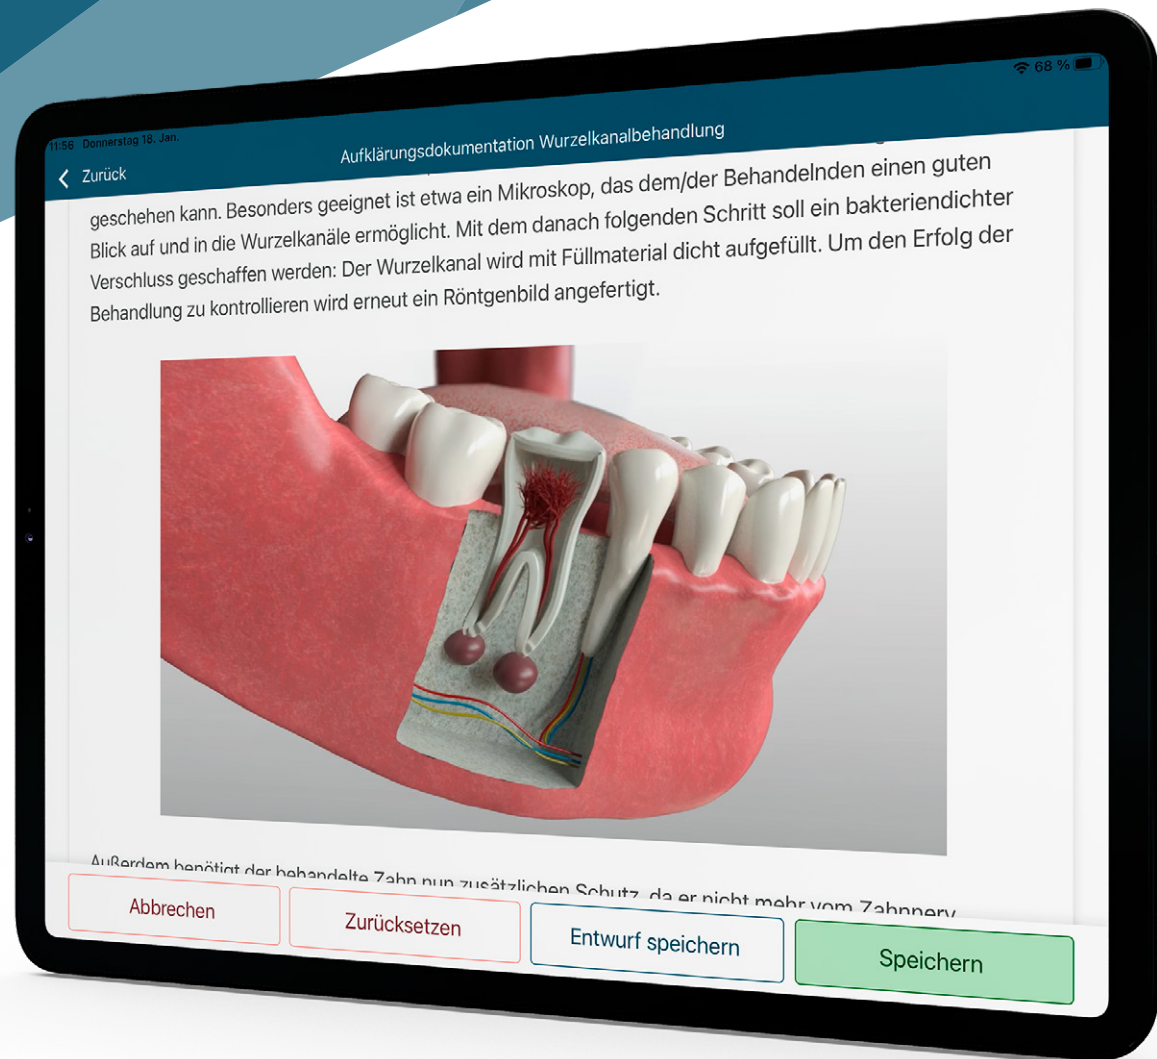 68 %
11:56 Donnerstag 18. Jan.
Aufklärungsdokumentation Wurzelkanalbehandlung
Zurück
geschehen kann. Besonders geeignet ist etwa ein Mikroskop, das dem/der Behandelnden einen guten
Blick auf und in die Wurzelkanäle ermöglicht. Mit dem danach folgenden Schritt soll ein bakteriendichter
Verschluss geschaffen werden: Der Wurzelkanal wird mit Füllmaterial dicht aufgefüllt. Um den Erfolg der
Behandlung zu kontrollieren wird erneut ein Röntgenbild angefertigt.
Außerdem benötigt der behandelte Zahn nun zusätzlichen Schutz, da er nicht mehr vom Zahnnerv
Abbrechen
Zurücksetzen
Entwurf speichern
Speichern